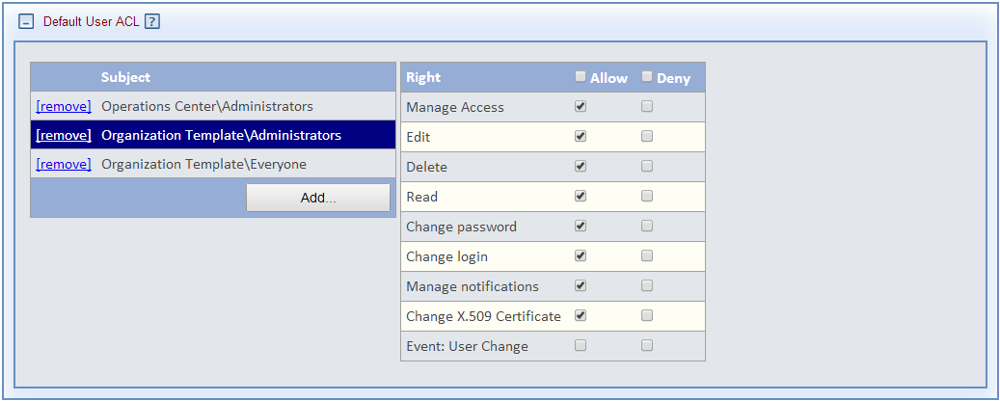 Default User ACL ?
Subject
[remove] Operations Center\Administrators
[remove] Organization Template\Administrators
[remove] Organization Template\Everyone
Add...
Right Allow Deny
Manage Access
Edit
Delete
Read
Change password
Change login
Manage notifications
Change X.509 Certificate
Event: User Change